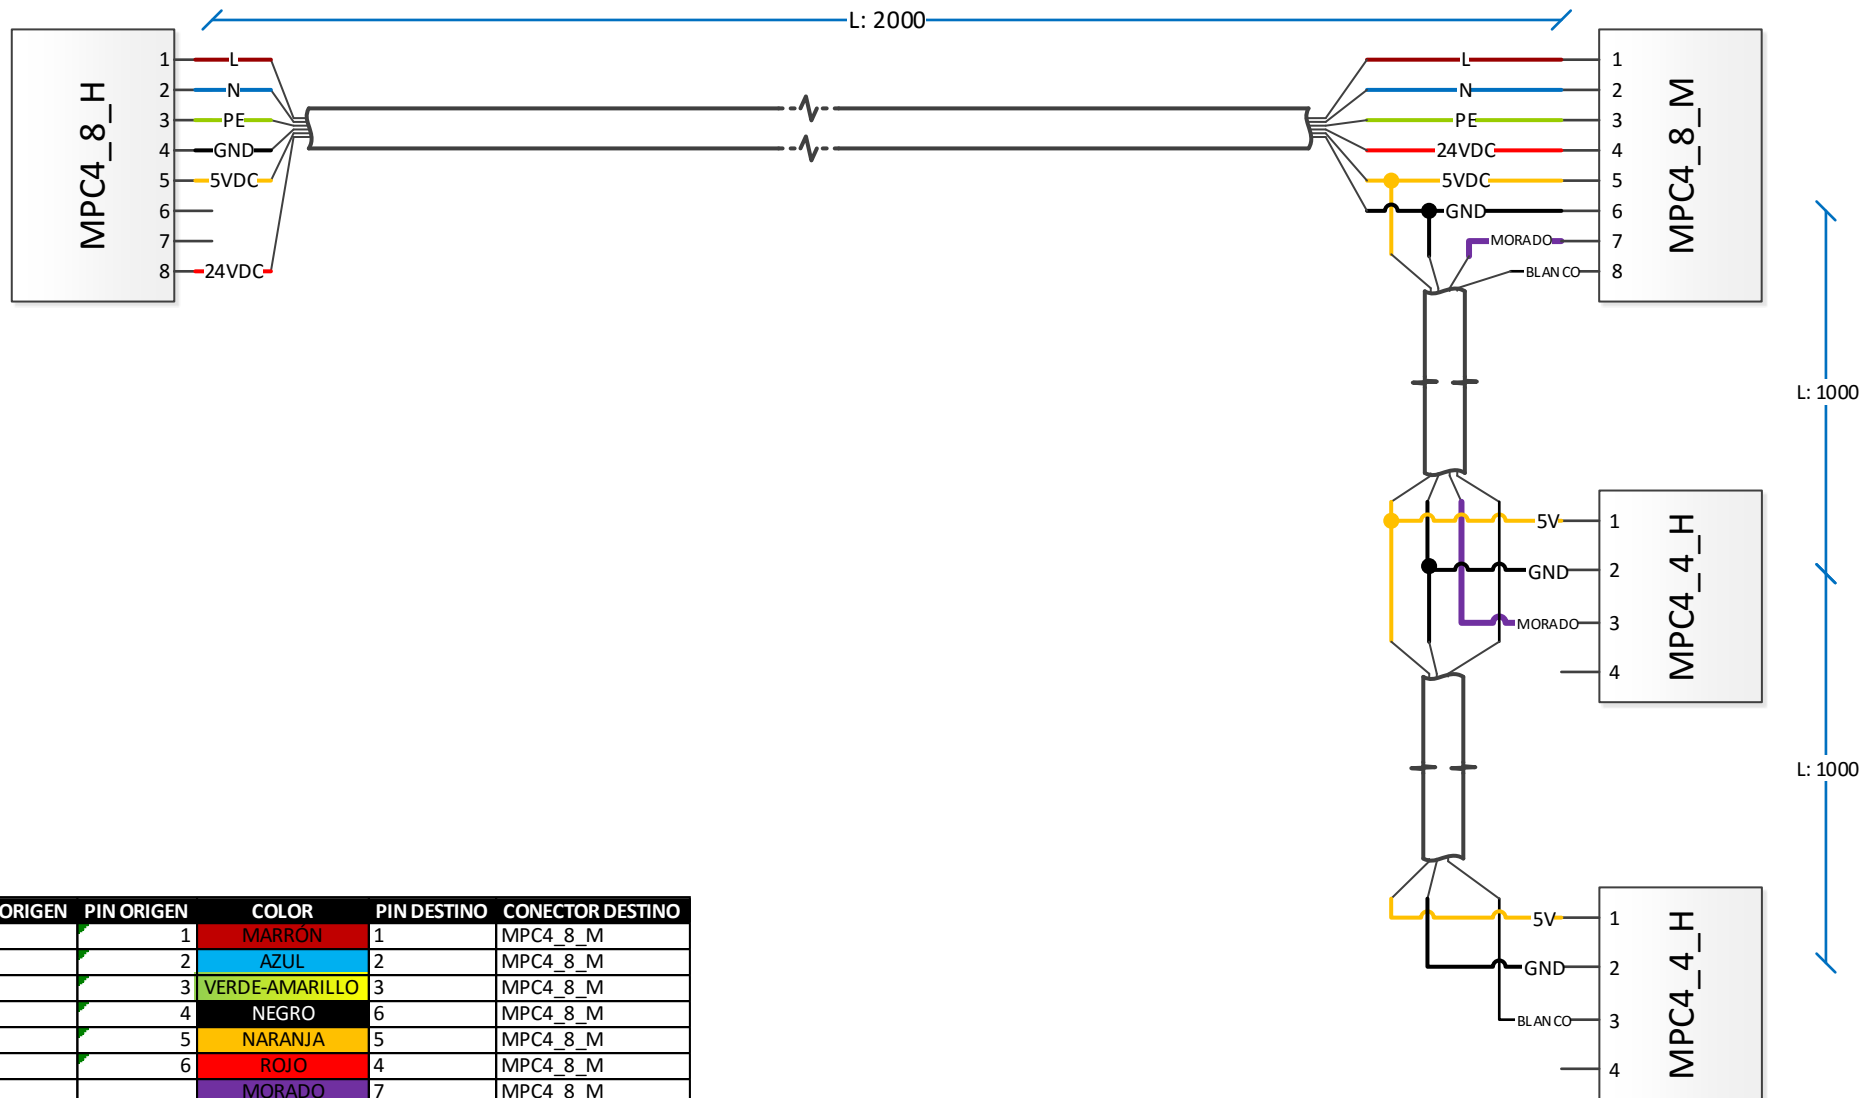 L: 2000
MPC4_8_H
1 L
2 N
3 PE
4 GND
5 5VDC
6
7
8 24VDC
L 1
N 2
PE 3
24VDC 4
5VDC 5
GND 6
MORADO 7
BLANCO 8
MPC4_8_M
L: 1000
5V 1
GND 2
MORADO 3
4
MPC4_4_H
L: 1000
5V 1
GND 2
BLANCO 3
4
MPC4_4_H
ORIGEN PIN ORIGEN COLOR PIN DESTINO CONECTOR DESTINO
1 MARRÓN 1 MPC4_8_M
2 AZUL 2 MPC4_8_M
3 VERDE-AMARILLO 3 MPC4_8_M
4 NEGRO 6 MPC4_8_M
5 NARANJA 5 MPC4_8_M
6 ROJO 4 MPC4_8_M
MORADO 7 MPC4_8_M